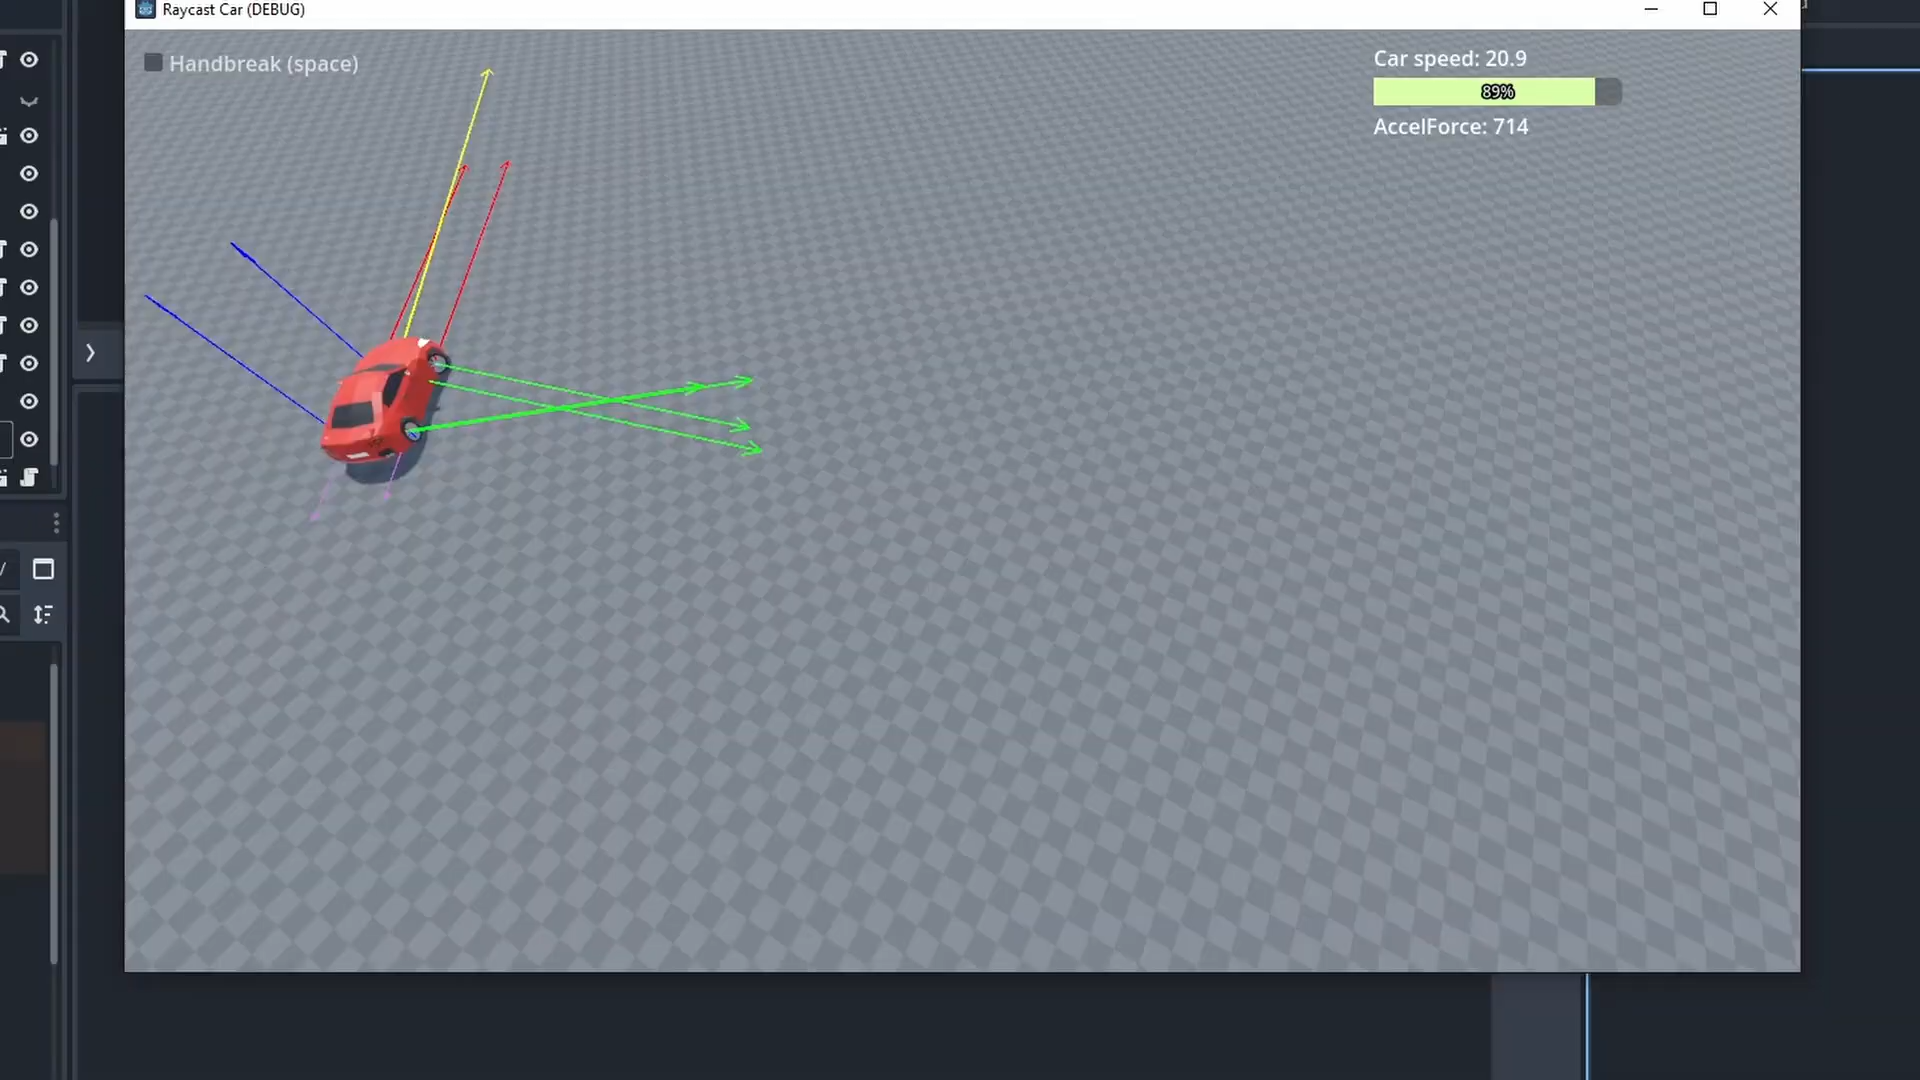 Raycast Car (DEBUG)
Handbreak (space)
Car speed: 20.9
89%
AccelForce: 714